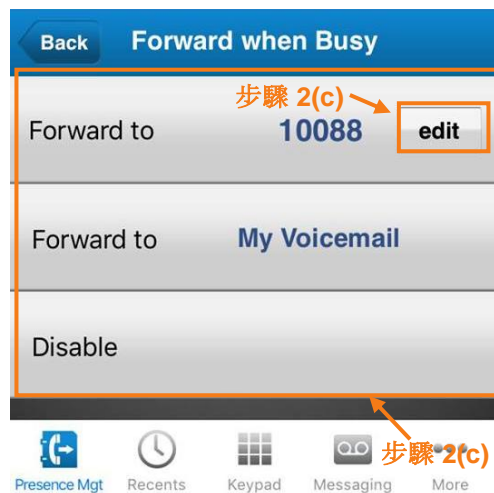 Back Forward when Busy
步驟 2(c)
Forward to 10088 edit
Forward to My Voicemail
Disable
步驟 2(c)
Presence Mgt Recents Keypad Messaging More